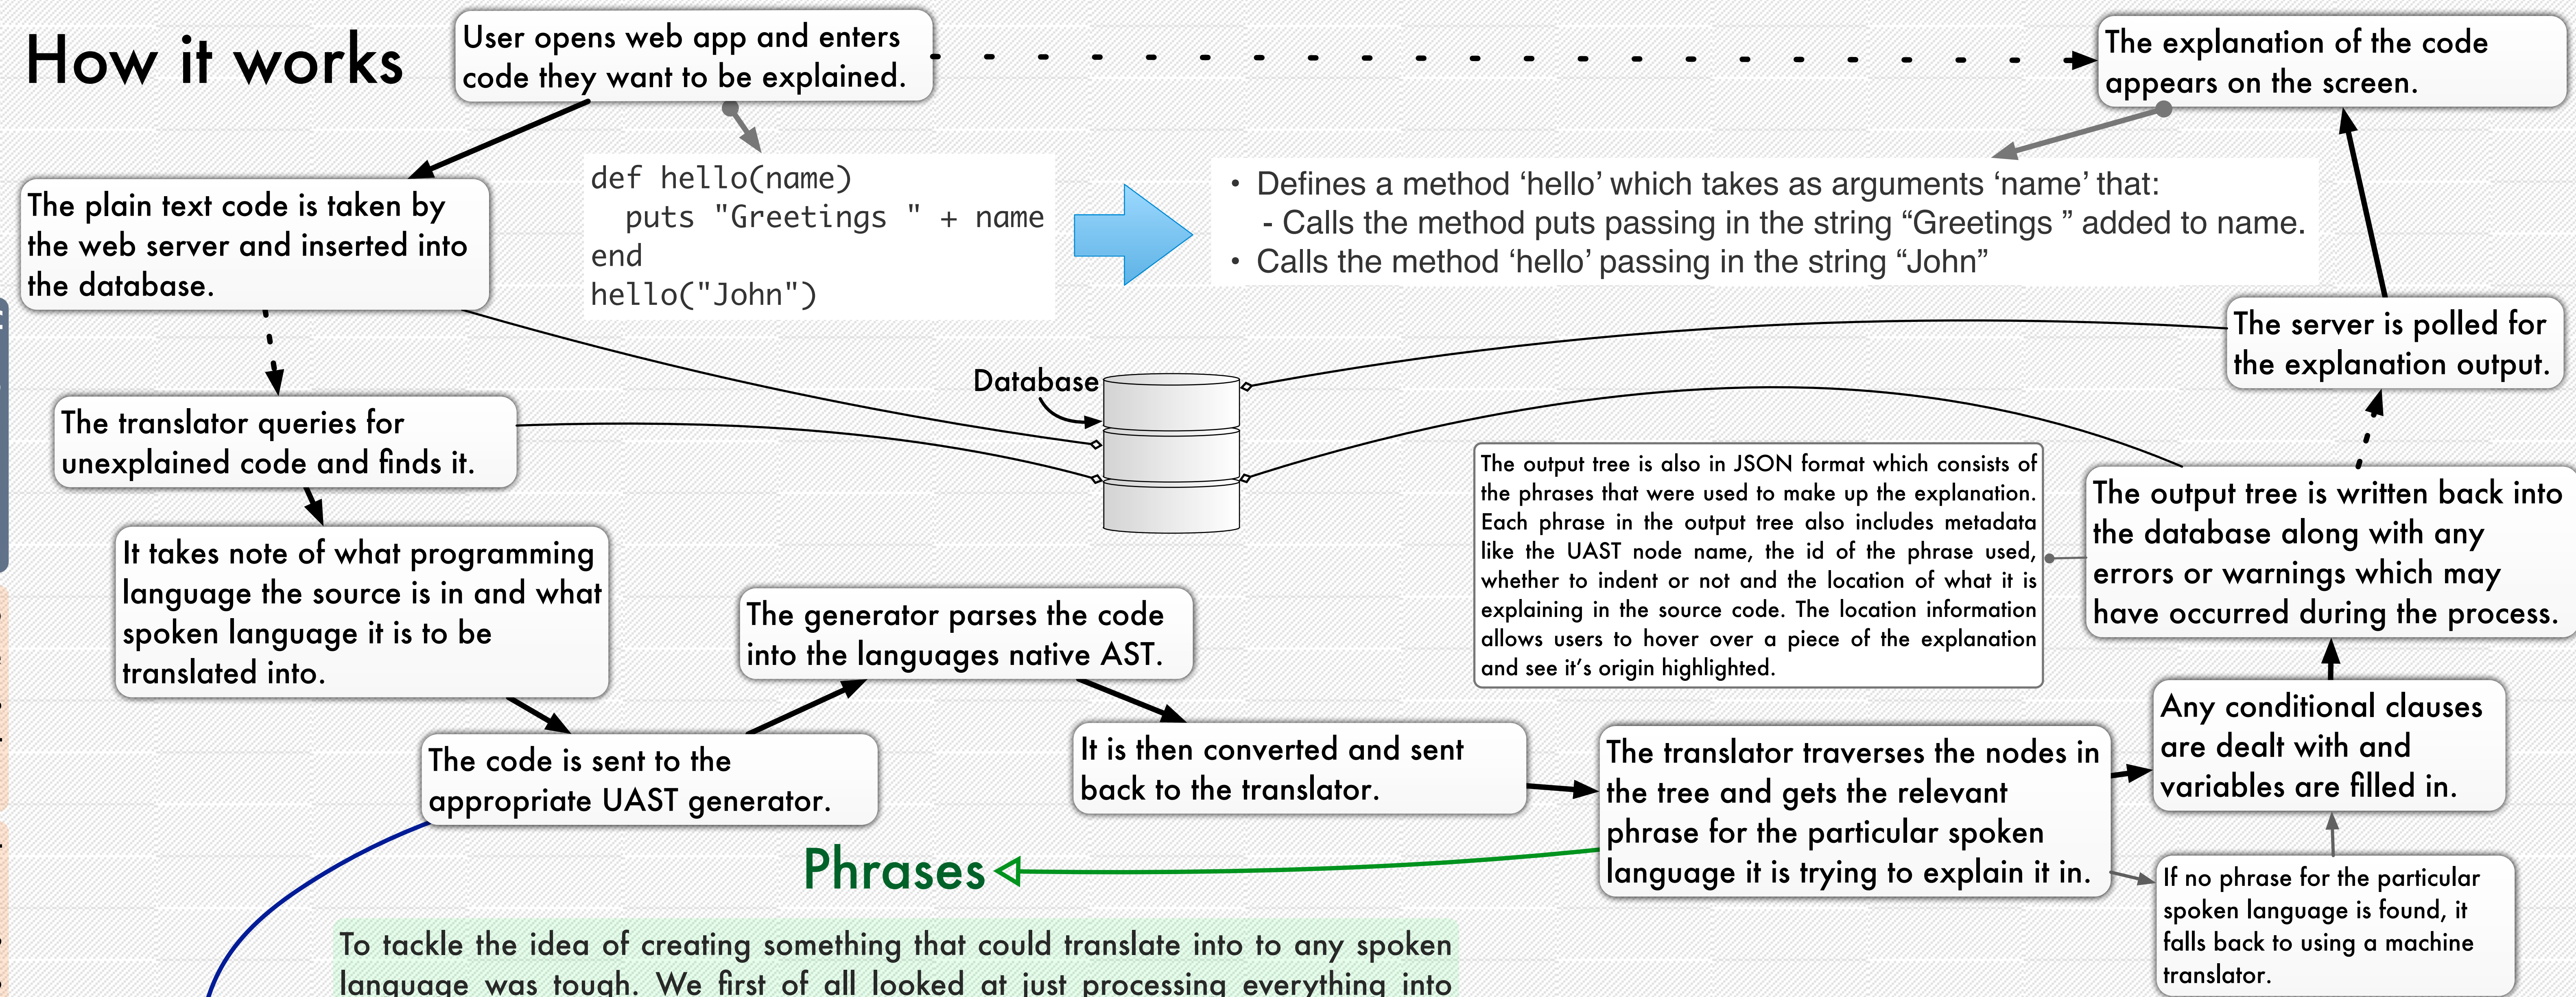 How it works
User opens web app and enters
code they want to be explained.
The explanation of the code
appears on the screen.
The plain text code is taken by
the web server and inserted into
the database.
def hello(name)
  puts "Greetings " + name
end
hello("John")
• Defines a method ‘hello’ which takes as arguments ‘name’ that:
- Calls the method puts passing in the string “Greetings ” added to name.
• Calls the method ‘hello’ passing in the string “John”
The server is polled for
the explanation output.
Database
The translator queries for
unexplained code and finds it.
The output tree is also in JSON format which consists of
the phrases that were used to make up the explanation.
Each phrase in the output tree also includes metadata
like the UAST node name, the id of the phrase used,
whether to indent or not and the location of what it is
explaining in the source code. The location information
allows users to hover over a piece of the explanation
and see it’s origin highlighted.
The output tree is written back into
the database along with any
errors or warnings which may
have occurred during the process.
It takes note of what programming
language the source is in and what
spoken language it is to be
translated into.
The generator parses the code
into the languages native AST.
The code is sent to the
appropriate UAST generator.
It is then converted and sent
back to the translator.
The translator traverses the nodes in
the tree and gets the relevant
phrase for the particular spoken
language it is trying to explain it in.
Any conditional clauses
are dealt with and
variables are filled in.
If no phrase for the particular
spoken language is found, it
falls back to using a machine
translator.
Phrases
To tackle the idea of creating something that could translate into to any spoken
language was tough. We first of all looked at just processing everything into